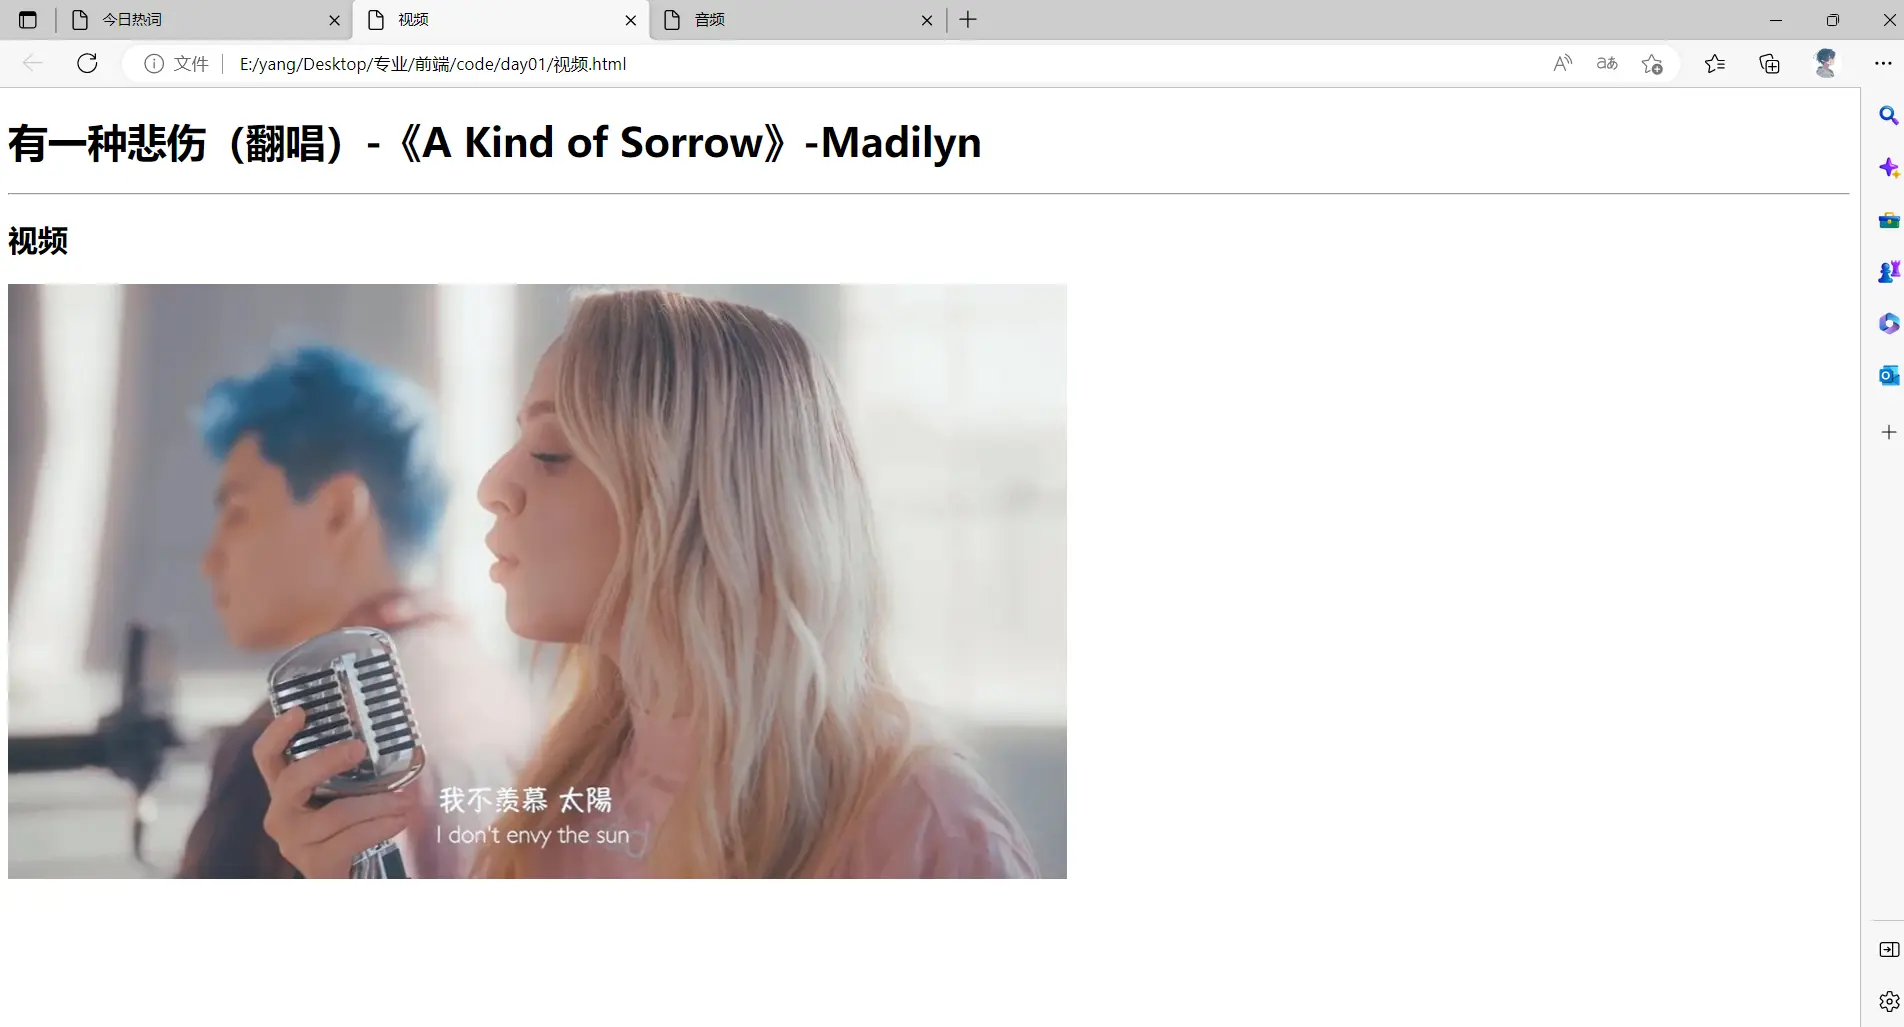 今日热词
视频
音频
文件
E:/yang/Desktop/专业/前端/code/day01/视频.html
有一种悲伤（翻唱）-《A Kind of Sorrow》-Madilyn
视频
我不羨慕 太陽
I don't envy the sun